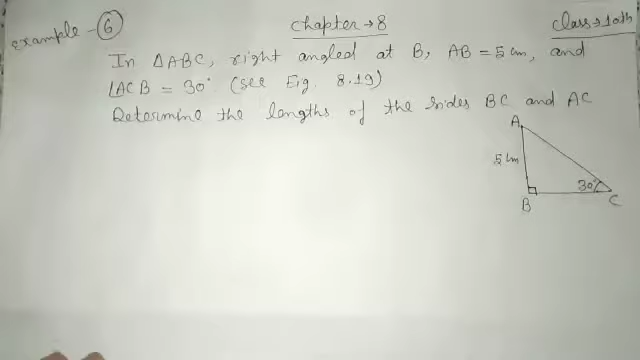 example - 6
Chapter → 8
Class → 10th
In △ABC, right angled at B, AB = 5 cm, and
∠ACB = 30° (see Fig. 8.19)
Determine the lengths of the sides BC and AC
A
5 cm
30°
B
C